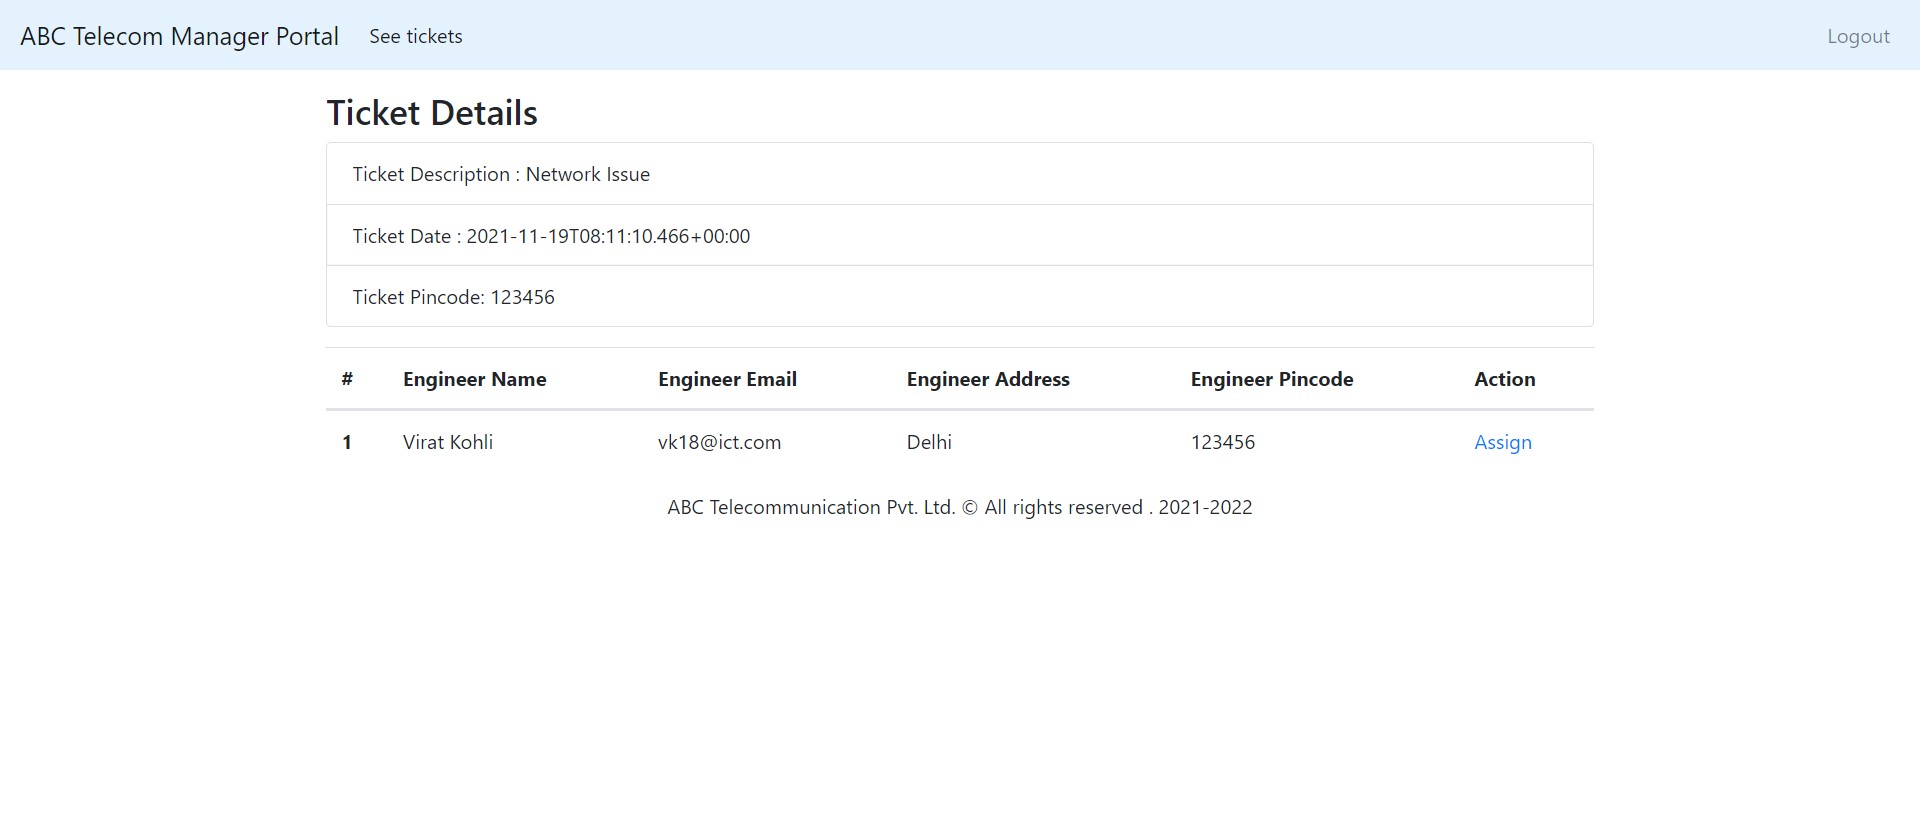 ABC Telecom Manager Portal See tickets Logout
Ticket Details
Ticket Description : Network Issue
Ticket Date : 2021-11-19T08:11:10.466+00:00
Ticket Pincode: 123456
# Engineer Name Engineer Email Engineer Address Engineer Pincode Action
1 Virat Kohli vk18@ict.com Delhi 123456 Assign
ABC Telecommunication Pvt. Ltd. © All rights reserved . 2021-2022